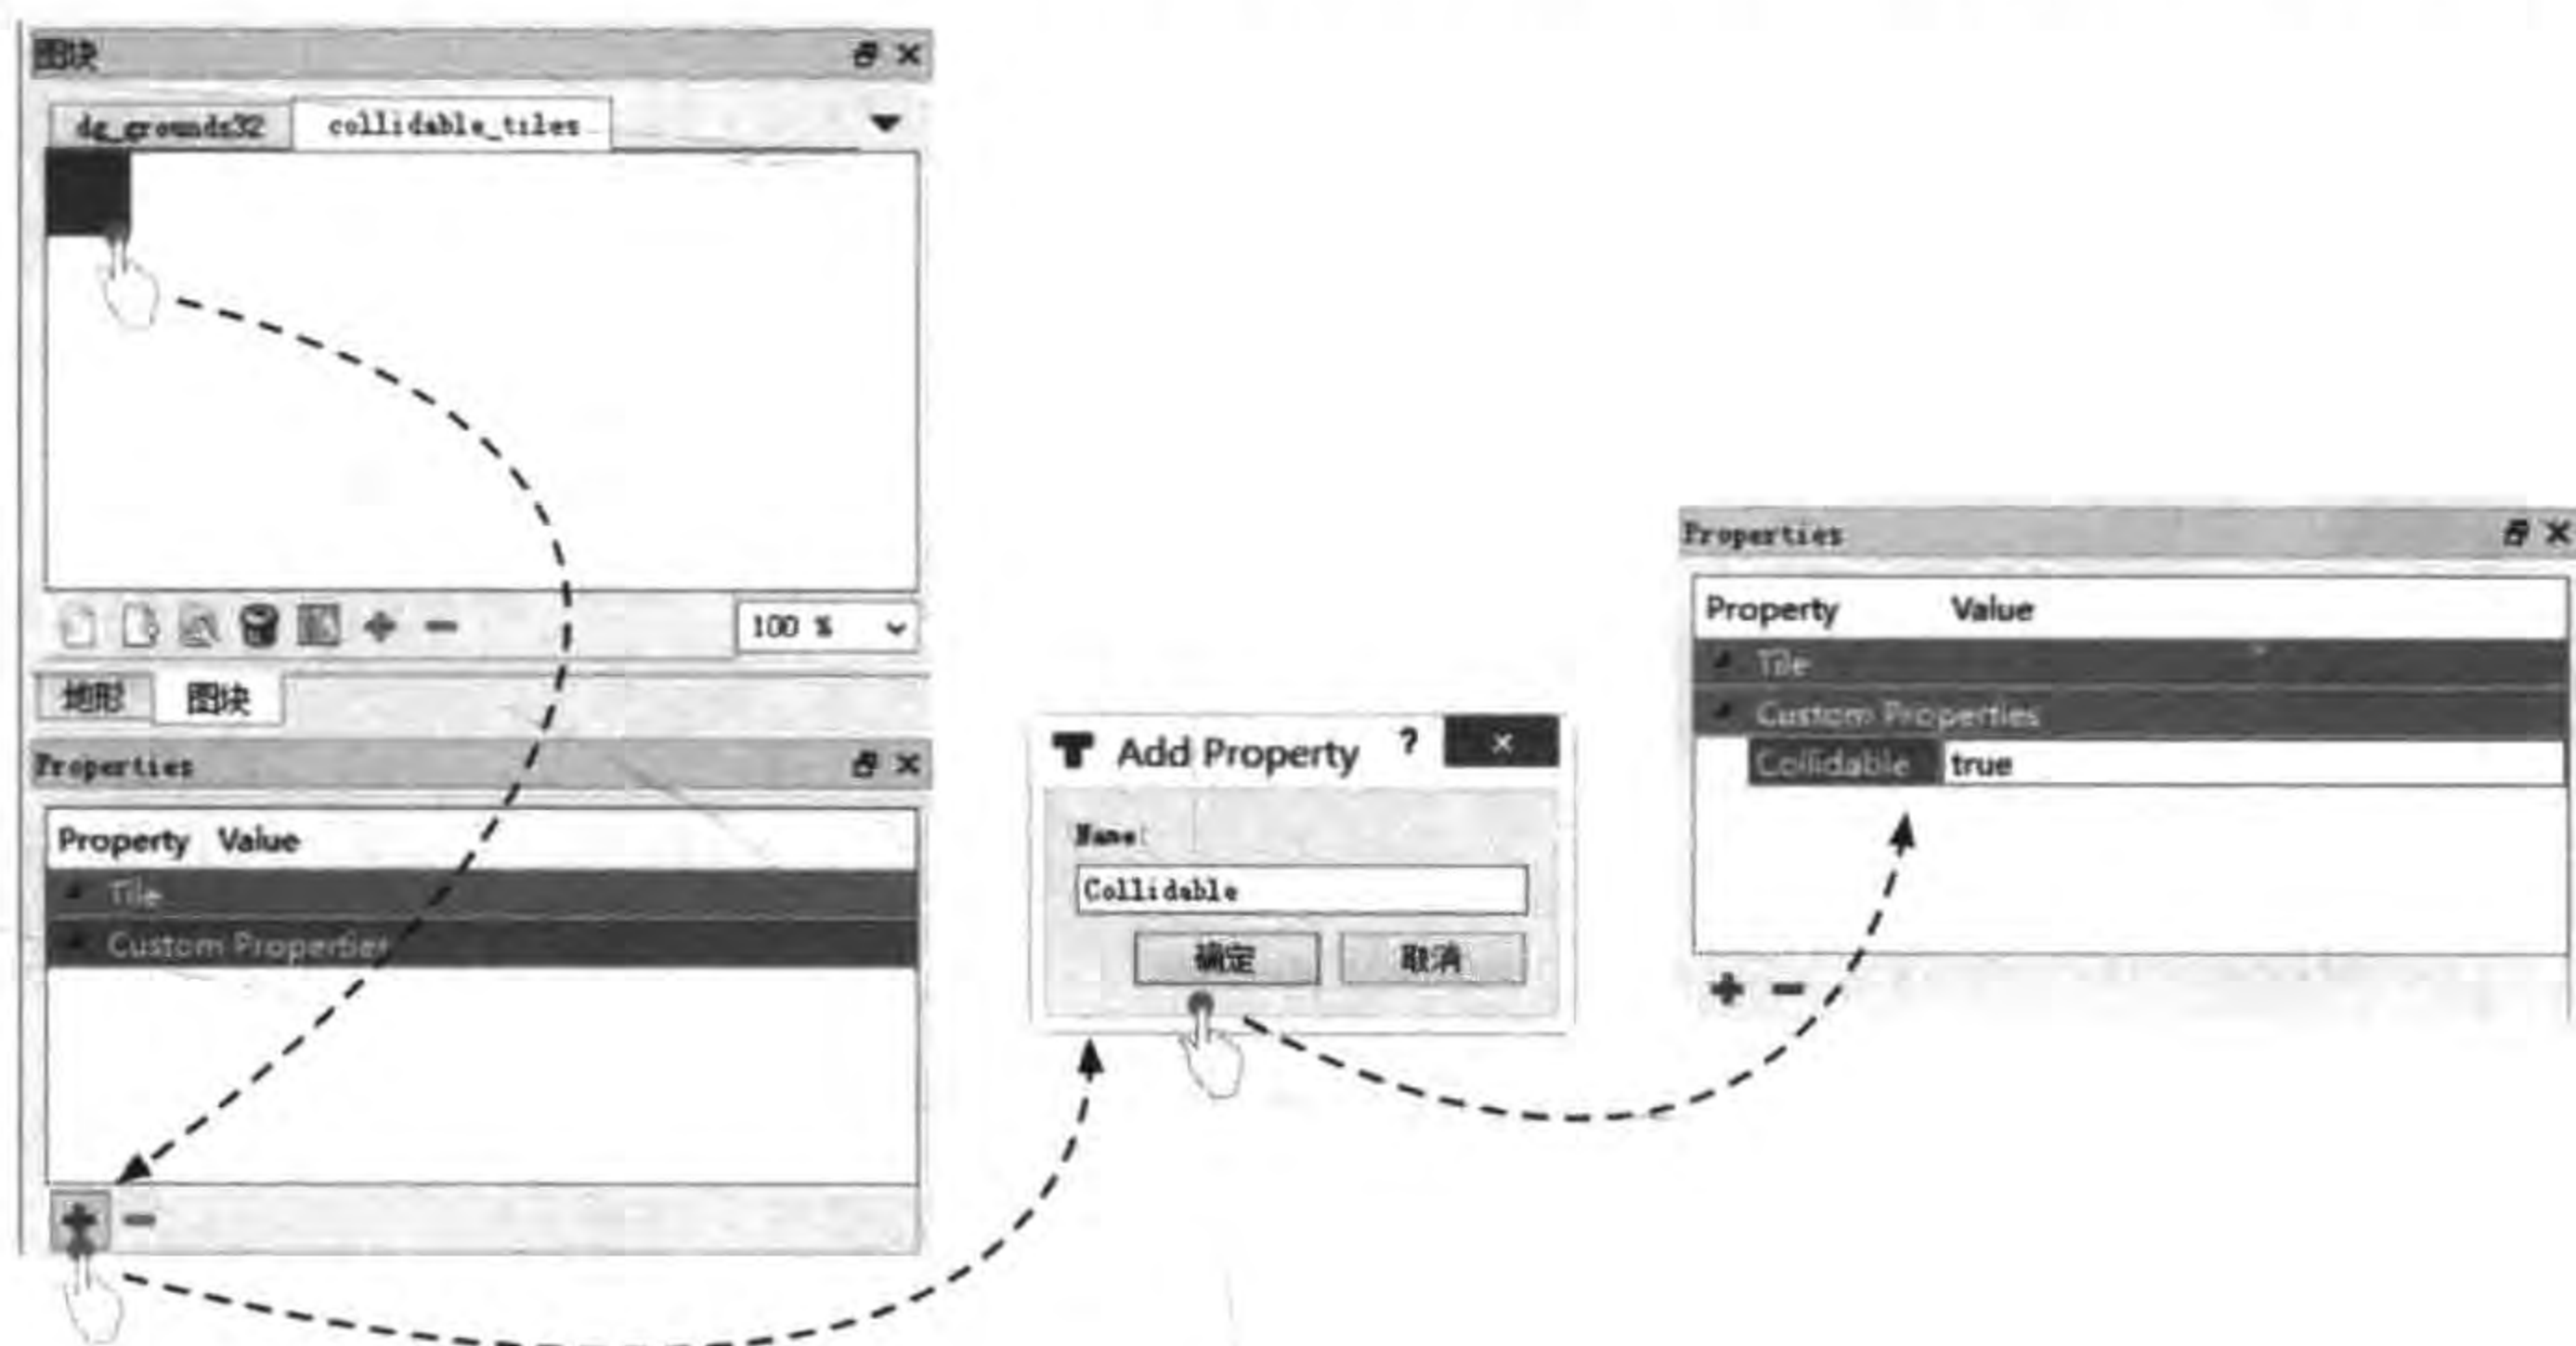 图块
dg_grounds32 collidable_tiles
100 %
地形 图块
Properties
Property Value
Tile
Custom Properties
Add Property ?
Name:
Collidable
确定 取消
Properties
Property Value
Tile
Custom Properties
Collidable true